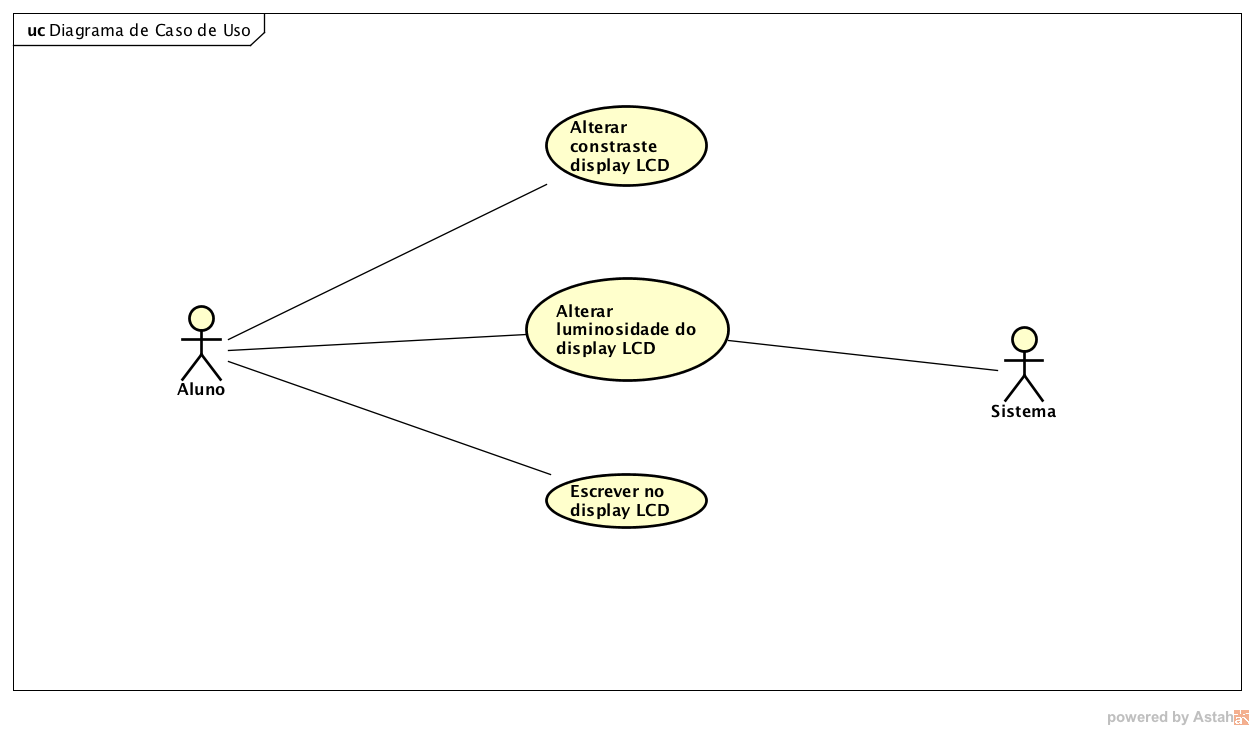 uc Diagrama de Caso de Uso
Alterar
constraste
display LCD
Alterar
luminosidade do
display LCD
Aluno
Sistema
Escrever no
display LCD
powered by Astah